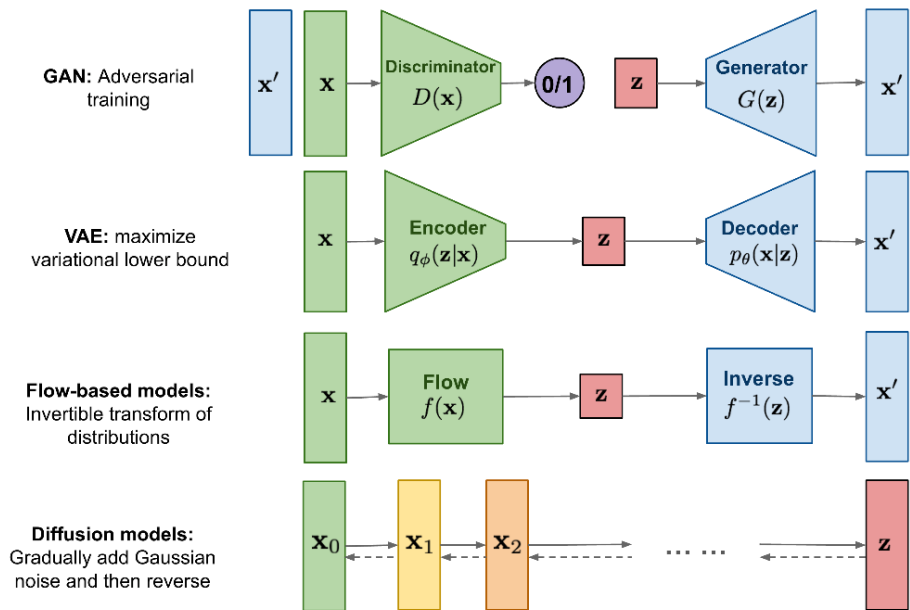 GAN: Adversarial
training
x′
x
Discriminator
D(x)
0/1
z
Generator
G(z)
x′
VAE: maximize
variational lower bound
x
Encoder
qϕ(z|x)
z
Decoder
pθ(x|z)
x′
Flow-based models:
Invertible transform of
distributions
x
Flow
f(x)
z
Inverse
f⁻¹(z)
x′
Diffusion models:
Gradually add Gaussian
noise and then reverse
x₀
x₁
x₂
... ...
z